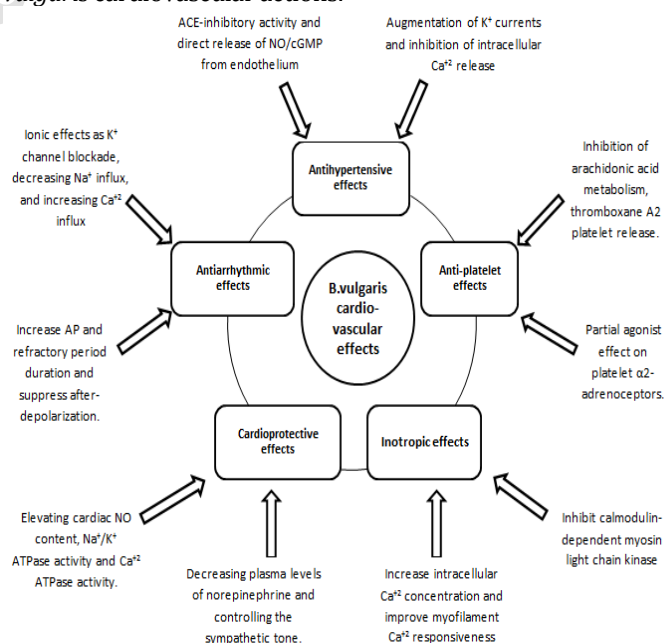 vulgaris cardiovascular actions.
ACE-inhibitory activity and
direct release of NO/cGMP
from endothelium
Augmentation of K⁺ currents
and inhibition of intracellular
Ca⁺² release
Ionic effects as K⁺
channel blockade,
decreasing Na⁺ influx,
and increasing Ca⁺²
influx
Antihypertensive
effects
Inhibition of
arachidonic acid
metabolism,
thromboxane A2
platelet release.
Antiarrhythmic
effects
B.vulgaris
cardio-
vascular
effects
Anti-platelet
effects
Increase AP and
refractory period
duration and
suppress after-
depolarization.
Partial agonist
effect on
platelet α2-
adrenoceptors.
Cardioprotective
effects
Inotropic effects
Elevating cardiac NO
content, Na⁺/K⁺
ATPase activity and Ca⁺²
ATPase activity.
Decreasing plasma levels
of norepinephrine and
controlling the
sympathetic tone.
Increase intracellular
Ca⁺² concentration and
improve myofilament
Ca⁺² responsiveness
Inhibit calmodulin-
dependent myosin
light chain kinase